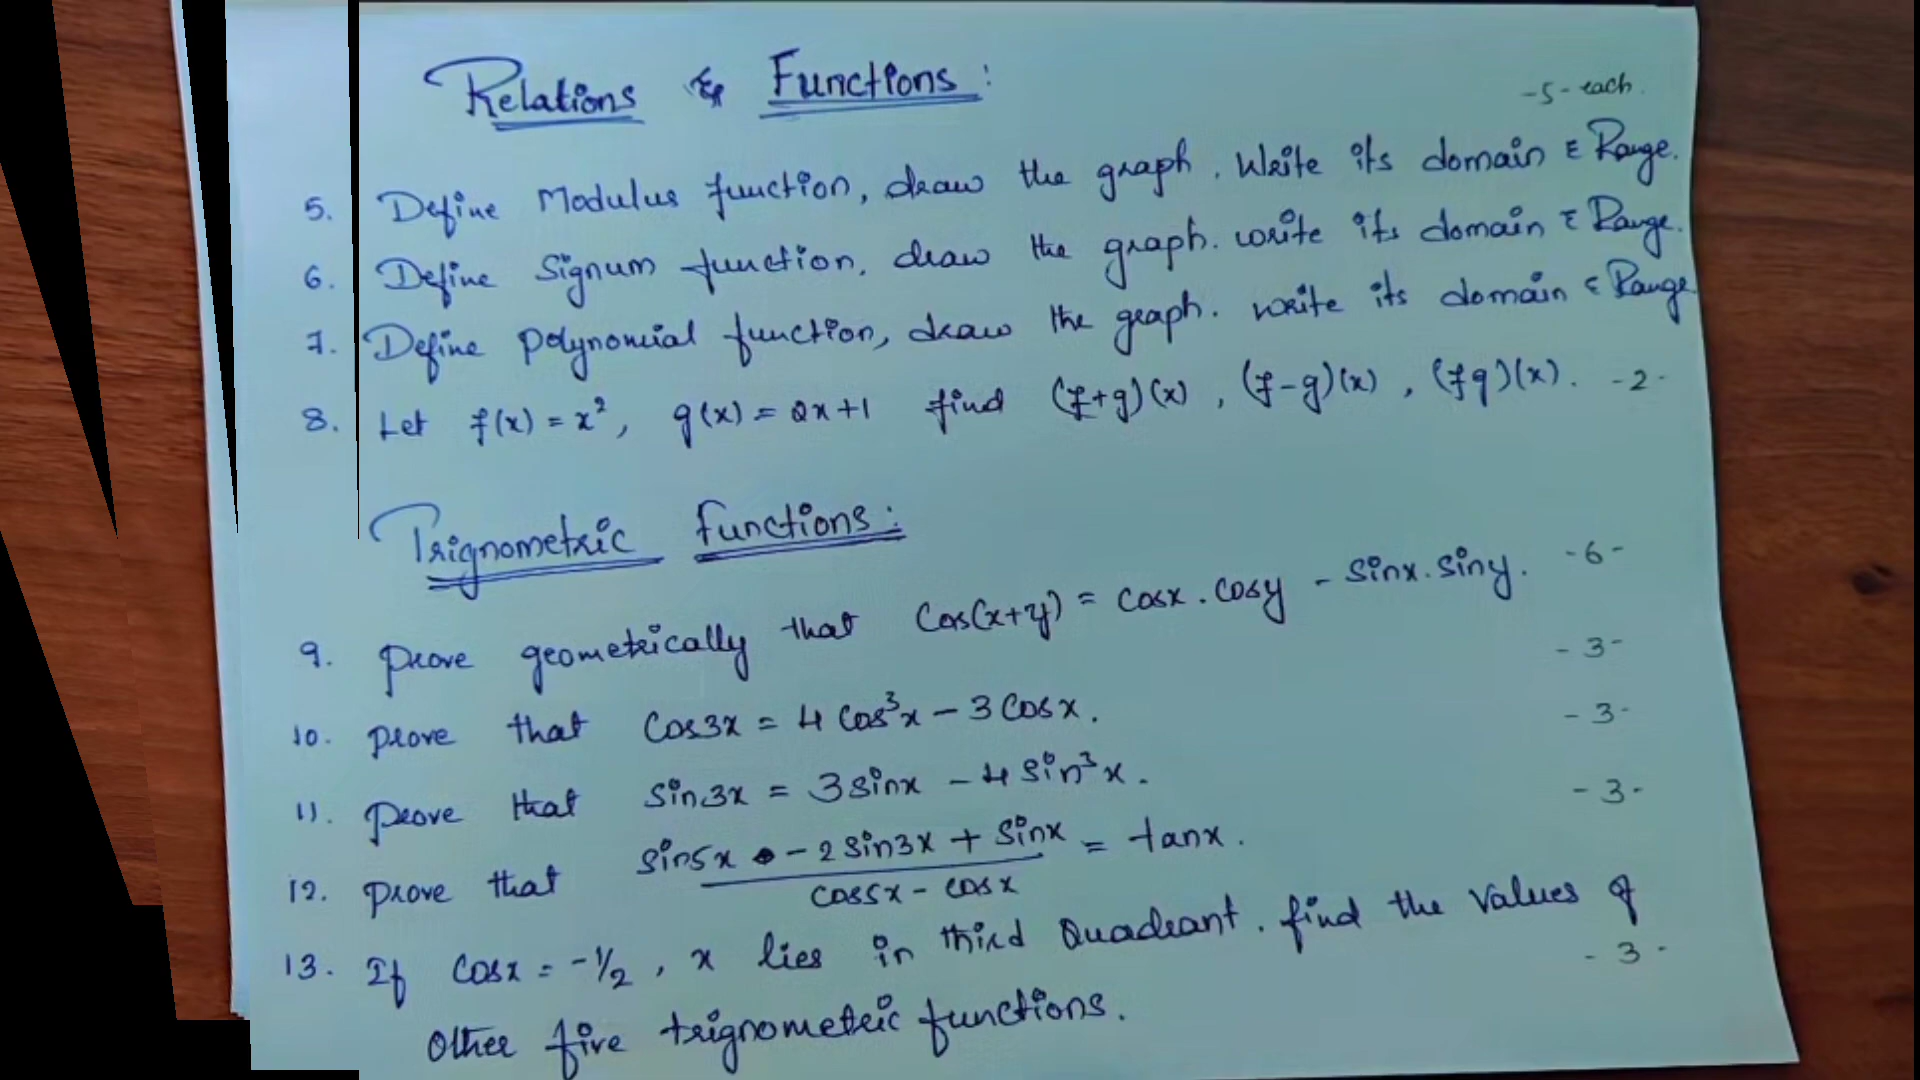 Relations & Functions:
-5- each.
5. Define Modulus function, draw the graph. Write its domain & Range.
6. Define Signum function, draw the graph. write its domain & Range.
7. Define polynomial function, draw the graph. write its domain & Range.
8. Let f(x) = x², g(x) = 2x+1 find (f+g)(x), (f-g)(x), (fg)(x). -2-
Trignometric functions:
9. prove geometrically that Cos(x+y) = cosx . cosy - sinx. siny. -6-
10. prove that Cos3x = 4 Cos³x - 3 Cosx. -3-
11. prove that sin3x = 3 sinx - 4 sin³x. -3-
12. prove that sin5x - 2 sin3x + sinx / cos5x - cosx = tanx. -3-
13. If Cosx = -1/2, x lies in third Quadrant. find the values of
other five trignometric functions. -3-